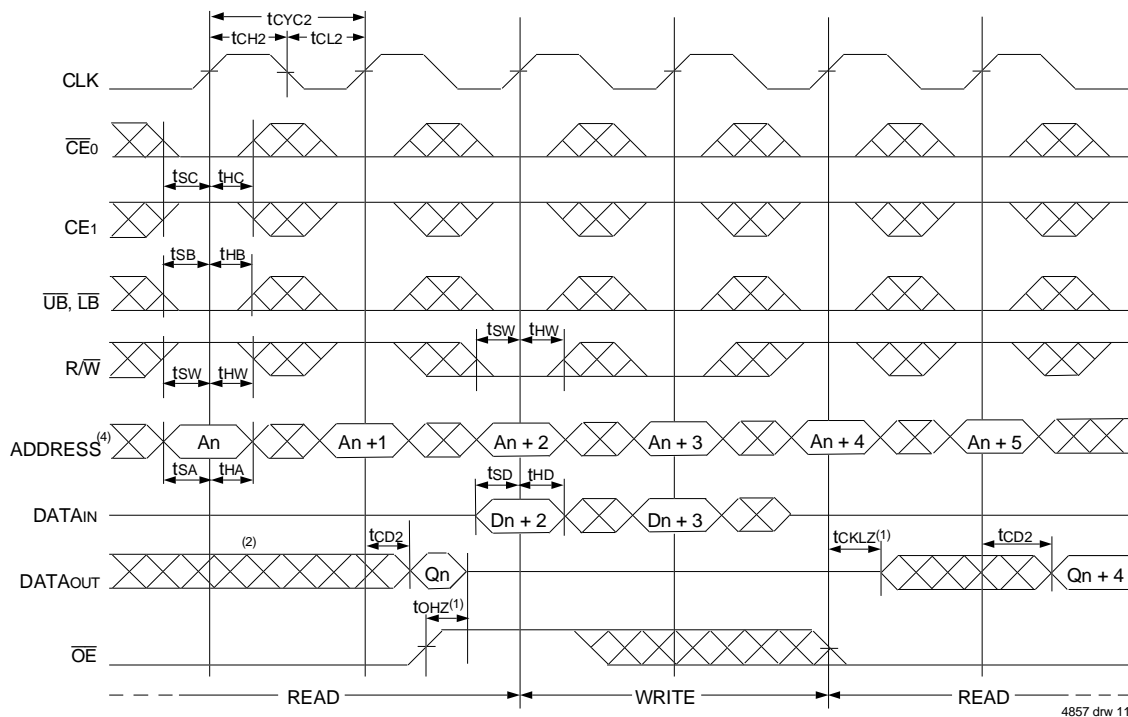 tCYC2
tCH2 tCL2
CLK
CE0
tSC tHC
CE1
tSB tHB
UB, LB
tSW tHW
R/W
tSW tHW
ADDRESS(4) An An +1 An + 2 An + 3 An + 4 An + 5
tSA tHA
tSD tHD
DATAIN Dn + 2 Dn + 3
tCD2 tCKLZ(1) tCD2
(2)
DATAOUT Qn Qn + 4
tOHZ(1)
OE
READ WRITE READ
4857 drw 11